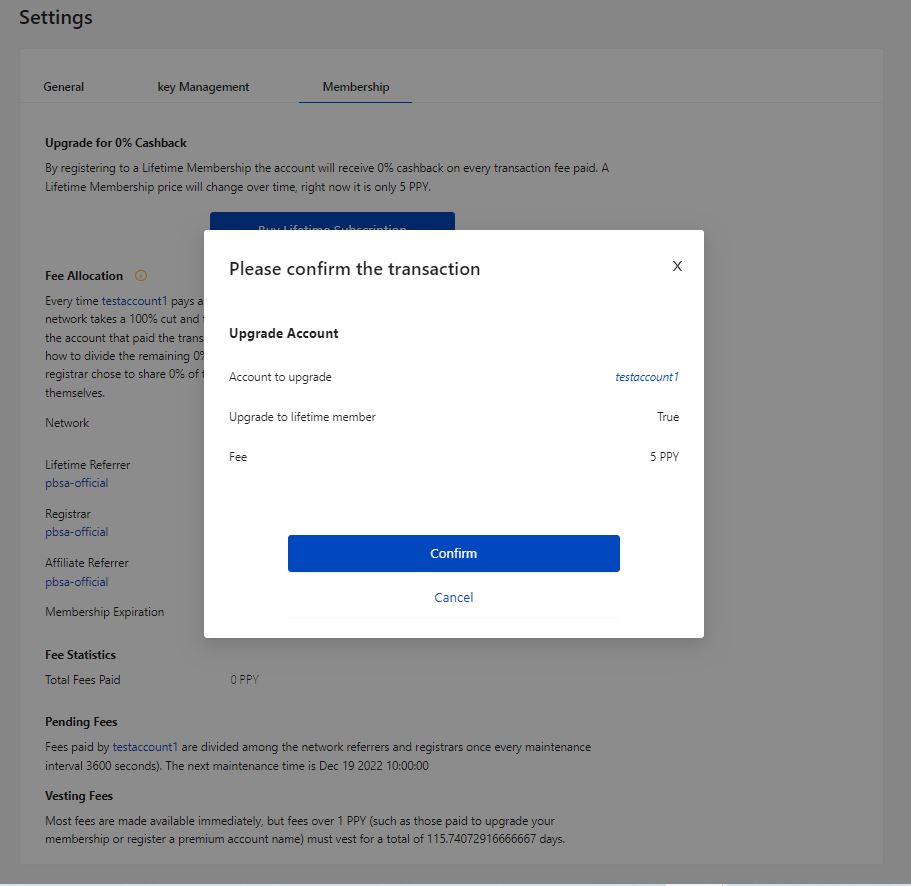 Settings
General
key Management
Membership
Upgrade for 0% Cashback
By registering to a Lifetime Membership the account will receive 0% cashback on every transaction fee paid. A
Lifetime Membership price will change over time, right now it is only 5 PPY.
Buy Lifetime Subscription
Please confirm the transaction
X
Upgrade Account
Account to upgrade
testaccount1
Upgrade to lifetime member
True
Fee
5 PPY
Confirm
Cancel
Fee Allocation
Every time testaccount1 pays a
network takes a 100% cut and
the account that paid the trans
how to divide the remaining 0%
registrar chose to share 0% of
themselves.
Network
Lifetime Referrer
pbsa-official
Registrar
pbsa-official
Affiliate Referrer
pbsa-official
Membership Expiration
Fee Statistics
Total Fees Paid
0 PPY
Pending Fees
Fees paid by testaccount1 are divided among the network referrers and registrars once every maintenance
interval 3600 seconds). The next maintenance time is Dec 19 2022 10:00:00
Vesting Fees
Most fees are made available immediately, but fees over 1 PPY (such as those paid to upgrade your
membership or register a premium account name) must vest for a total of 115.74072916666667 days.